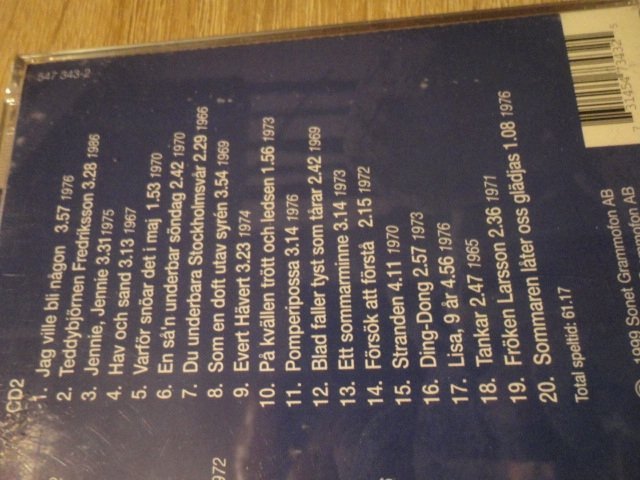 547 343-2
CD2
1. Jag ville bli någon 3.57 1976
2. Teddybjörnen Fredriksson 3.28 1986
3. Jennie, Jennie 3.31 1975
4. Hav och sand 3.13 1967
5. Varför snöar det i maj 1.53 1970
6. En så'n underbar söndag 2.42 1970
7. Du underbara Stockholmsvår 2.29 1966
8. Som en doft utav syrén 3.54 1969
9. Evert Hävert 3.23 1974
10. På kvällen trött och ledsen 1.56 1973
11. Pomperipossa 3.14 1976
12. Blad faller tyst som tårar 2.42 1969
13. Ett sommarminne 3.14 1973
14. Försök att förstå 2.15 1972
15. Stranden 4.11 1970
16. Ding-Dong 2.57 1973
17. Lisa, 9 år 4.56 1976
18. Tankar 2.47 1965
19. Fröken Larsson 2.36 1971
20. Sommaren låter oss glädjas 1.08 1976
Total speltid: 61.17
1972
Sonet Grammofon AB
AB